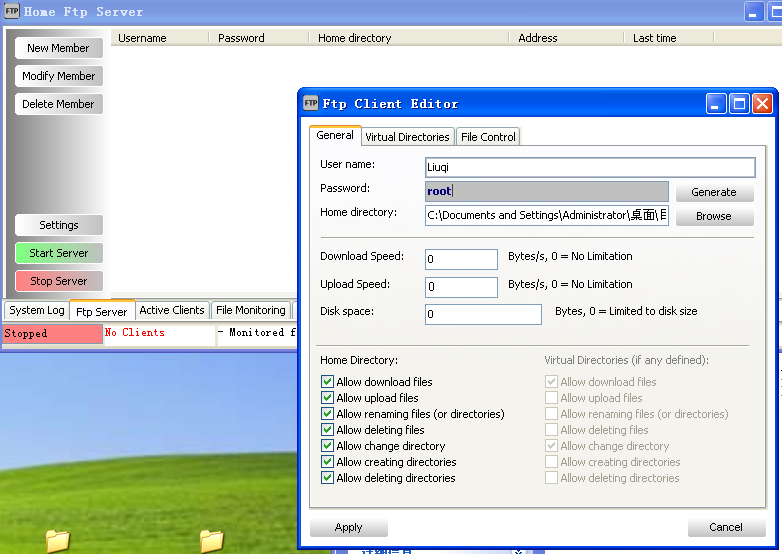 FTP Home Ftp Server
New Member
Modify Member
Delete Member
Settings
Start Server
Stop Server
Username Password Home directory Address Last time
System Log Ftp Server Active Clients File Monitoring
Stopped No Clients - Monitored f
FTP Ftp Client Editor
General Virtual Directories File Control
User name: Liuqi
Password: root Generate
Home directory: C:\Documents and Settings\Administrator\桌面\ Browse
Download Speed: 0 Bytes/s, 0 = No Limitation
Upload Speed: 0 Bytes/s, 0 = No Limitation
Disk space: 0 Bytes, 0 = Limited to disk size
Home Directory: Virtual Directories (if any defined):
Allow download files Allow download files
Allow upload files Allow upload files
Allow renaming files (or directories) Allow renaming files (or directories)
Allow deleting files Allow deleting files
Allow change directory Allow change directory
Allow creating directories Allow creating directories
Allow deleting directories Allow deleting directories
Apply Cancel